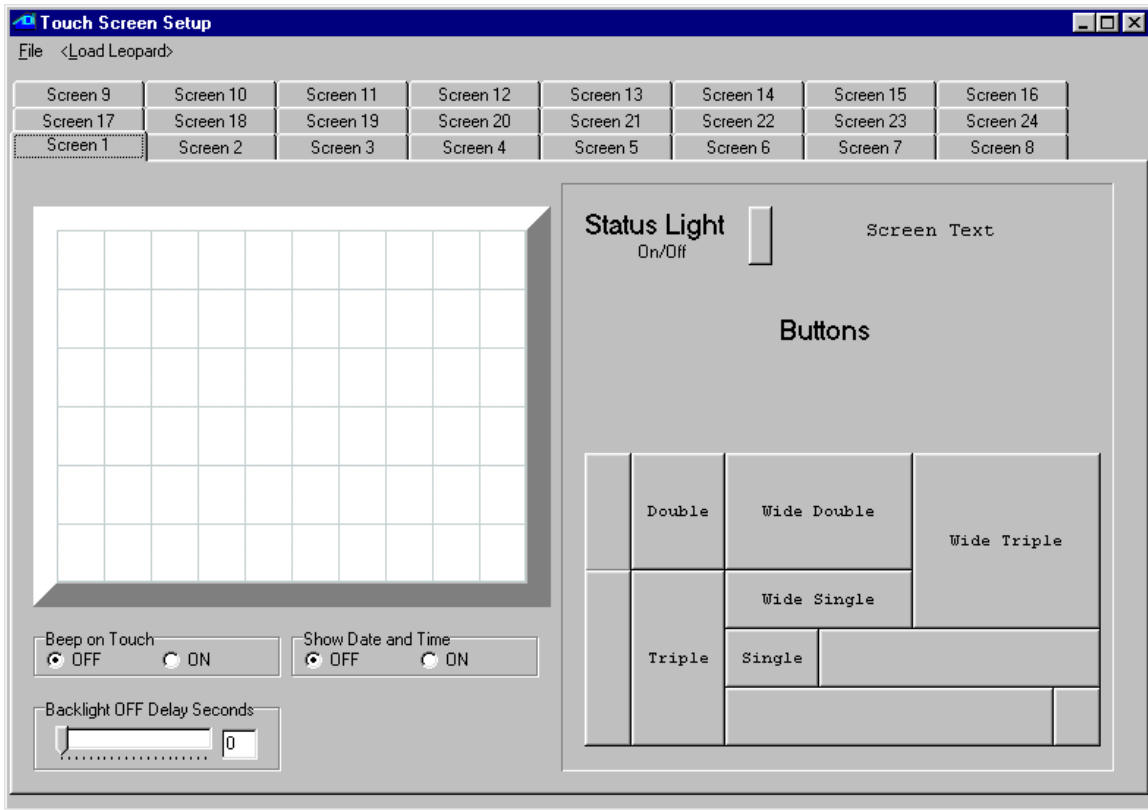 Touch Screen Setup
File <Load Leopard>
Screen 9 Screen 10 Screen 11 Screen 12 Screen 13 Screen 14 Screen 15 Screen 16
Screen 17 Screen 18 Screen 19 Screen 20 Screen 21 Screen 22 Screen 23 Screen 24
Screen 1 Screen 2 Screen 3 Screen 4 Screen 5 Screen 6 Screen 7 Screen 8
Status Light
On/Off
Screen Text
Buttons
Double Wide Double
Wide Triple
Wide Single
Triple Single
Beep on Touch
OFF ON
Show Date and Time
OFF ON
Backlight OFF Delay Seconds
0